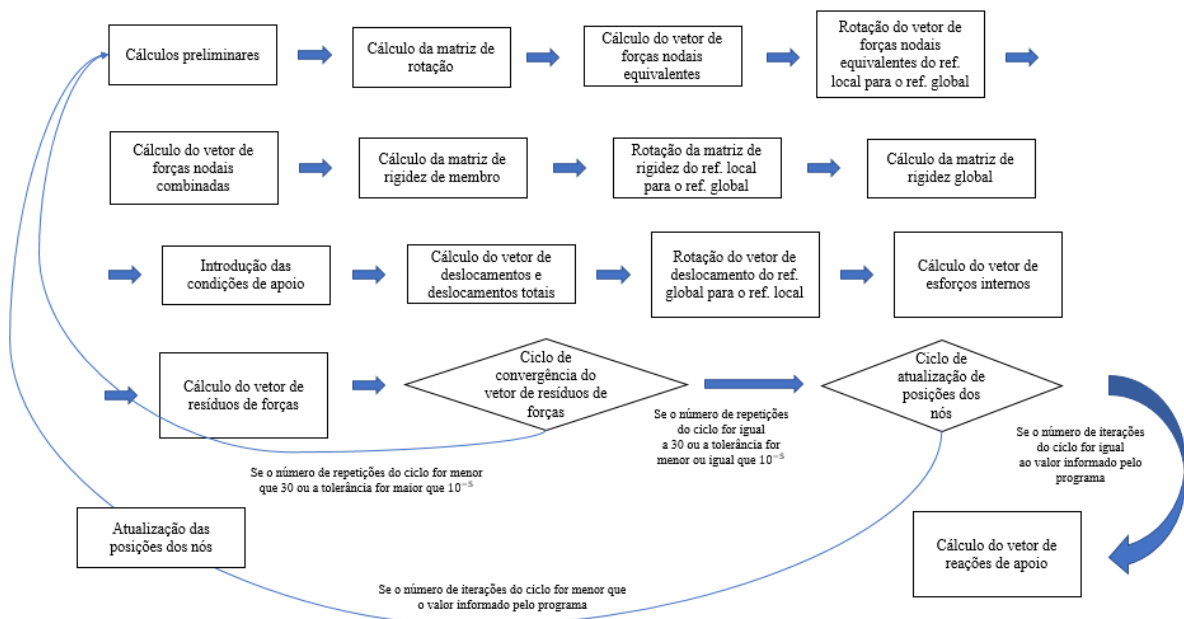 Cálculos preliminares
Cálculo da matriz de
rotação
Cálculo do vetor de
forças nodais
equivalentes
Rotação do vetor de
forças nodais
equivalentes do ref.
local para o ref. global
Cálculo do vetor de
forças nodais
combinadas
Cálculo da matriz de
rigidez de membro
Rotação da matriz de
rigidez do ref. local
para o ref. global
Cálculo da matriz de
rigidez global
Introdução das
condições de apoio
Cálculo do vetor de
deslocamentos e
deslocamentos totais
Rotação do vetor de
deslocamento do ref.
global para o ref. local
Cálculo do vetor de
esforços internos
Cálculo do vetor de
resíduos de forças
Ciclo de
convergência do
vetor de resíduos de
forças
Se o número de repetições
do ciclo for igual
a 30 ou a tolerância for
menor ou igual que 10⁻⁵
Ciclo de
atualização de
posições dos
nós
Se o número de iterações
do ciclo for igual
ao valor informado pelo
programa
Se o número de repetições do ciclo for menor
que 30 ou a tolerância for maior que 10⁻⁵
Atualização das
posições dos nós
Cálculo do vetor de
reações de apoio
Se o número de iterações do ciclo for menor que
o valor informado pelo programa